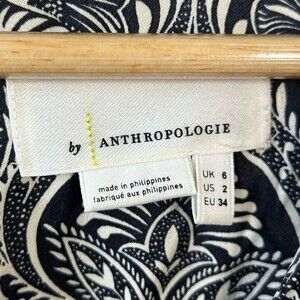 by ANTHROPOLOGIE
made in philippines
fabriqué aux philippines
UK 6
US 2
EU 34